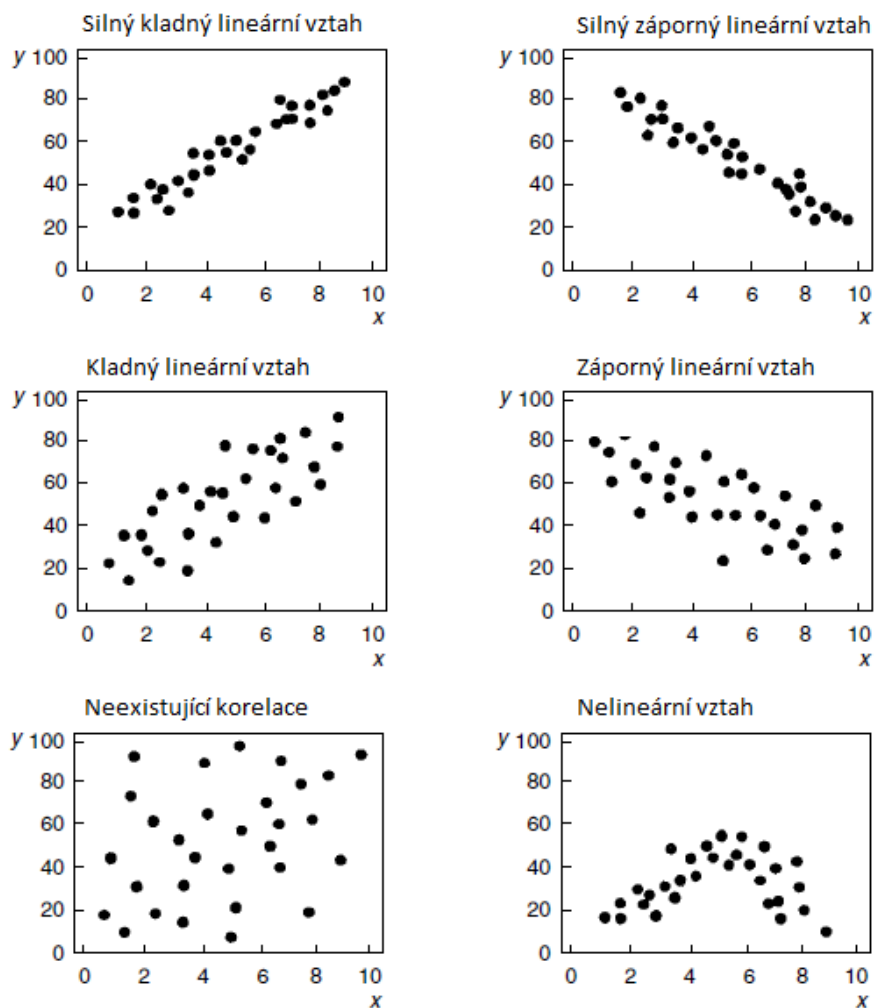 Silný kladný lineární vztah
y 100
80
60
40
20
0
0 2 4 6 8 10
x
Silný záporný lineární vztah
y 100
80
60
40
20
0
0 2 4 6 8 10
x
Kladný lineární vztah
y 100
80
60
40
20
0
0 2 4 6 8 10
x
Záporný lineární vztah
y 100
80
60
40
20
0
0 2 4 6 8 10
x
Neexistující korelace
y 100
80
60
40
20
0
0 2 4 6 8 10
x
Nelineární vztah
y 100
80
60
40
20
0
0 2 4 6 8 10
x